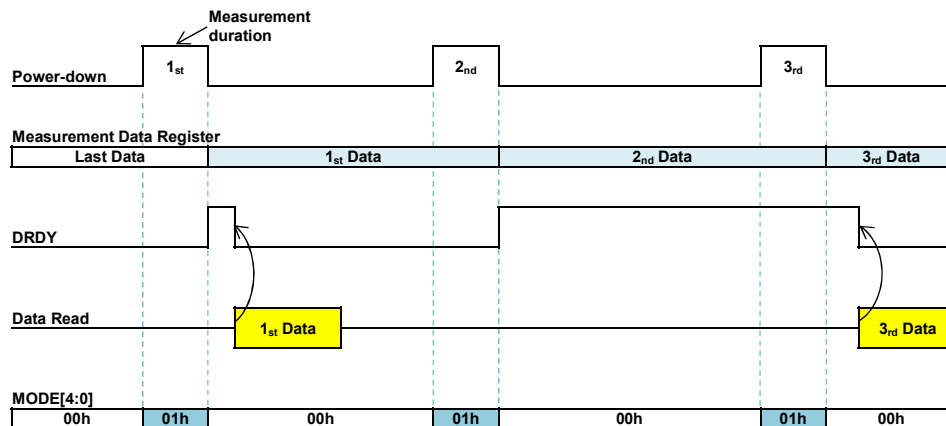 Measurement
duration
Power-down
1st
2nd
3rd
Measurement Data Register
Last Data
1st Data
2nd Data
3rd Data
DRDY
Data Read
1st Data
3rd Data
MODE[4:0]
00h
01h
00h
01h
00h
01h
00h